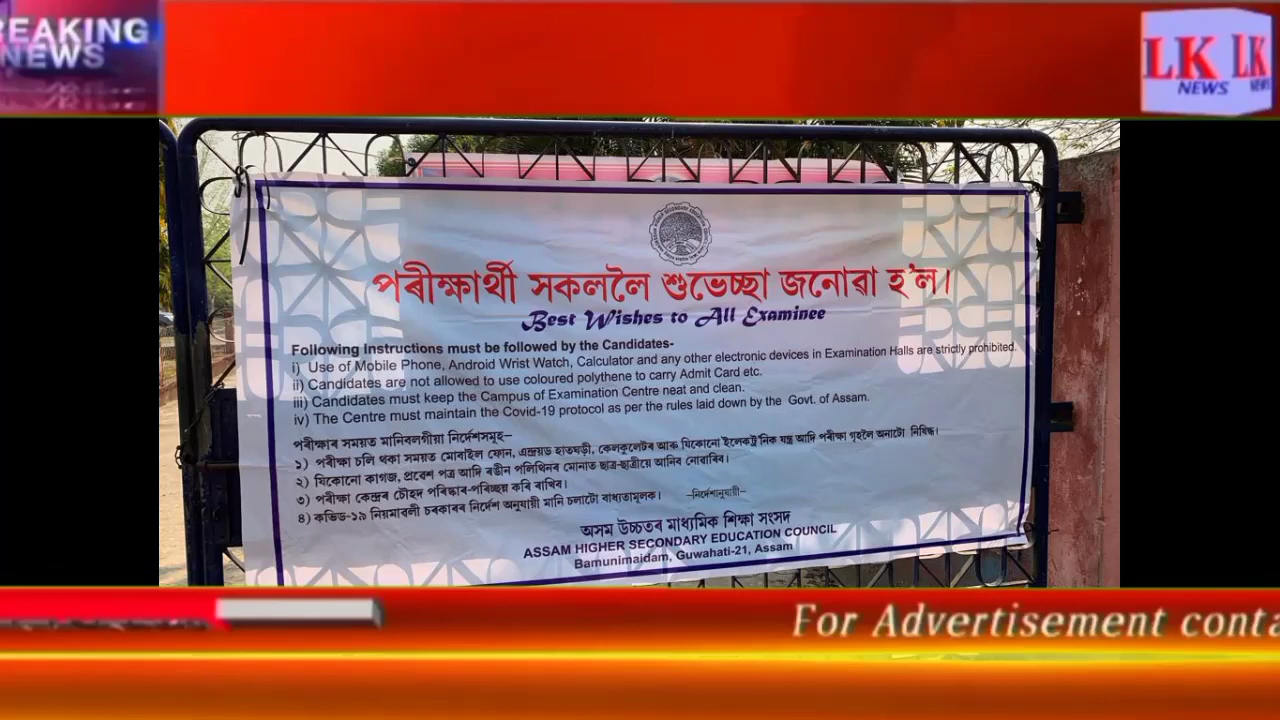 REAKING
NEWS
LK LK
NEWS NEWS
পৰীক্ষাৰ্থী সকললৈ শুভেচ্ছা জনোৱা হ'ল।
Best Wishes to All Examinee
Following Instructions must be followed by the Candidates-
i) Use of Mobile Phone, Android Wrist Watch, Calculator and any other electronic devices in Examination Halls are strictly prohibited.
ii) Candidates are not allowed to use coloured polythene to carry Admit Card etc.
iii) Candidates must keep the Campus of Examination Centre neat and clean.
iv) The Centre must maintain the Covid-19 protocol as per the rules laid down by the Govt. of Assam.
পৰীক্ষাৰ সময়ত মানিবলগীয়া নিৰ্দেশসমূহ–
১) পৰীক্ষা চলি থকা সময়ত মোবাইল ফোন, এন্ড্ৰয়ড হাতঘড়ী, কেলকুলেটৰ আৰু যিকোনো ইলেকট্ৰনিক যন্ত্ৰ আদি পৰীক্ষা গৃহলৈ অনাটো নিষিদ্ধ।
২) যিকোনো কাগজ, প্ৰৱেশ পত্ৰ আদি ৰঙীন পলিথিনৰ মোনাত ছাত্ৰ-ছাত্ৰীয়ে আনিব নোৱাৰিব।
৩) পৰীক্ষা কেন্দ্ৰৰ চৌহদ পৰিষ্কাৰ-পৰিচ্ছন্ন কৰি ৰাখিব।
৪) কভিড-১৯ নিয়মাৱলী চৰকাৰৰ নিৰ্দেশ অনুযায়ী মানি চলাটো বাধ্যতামূলক। –নিৰ্দেশানুযায়ী–
অসম উচ্চতৰ মাধ্যমিক শিক্ষা সংসদ
ASSAM HIGHER SECONDARY EDUCATION COUNCIL
Bamunimaidam, Guwahati-21, Assam
For Advertisement conta